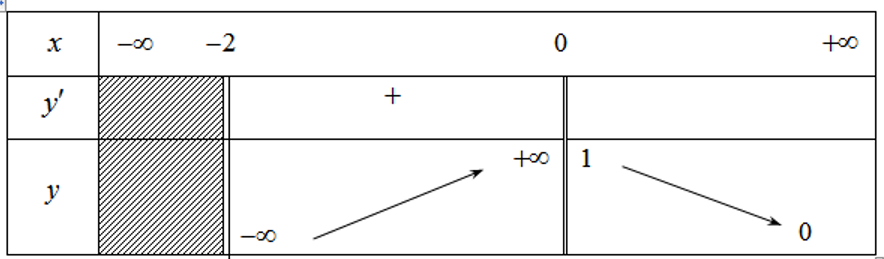 x −∞ −2 0 +∞
y′ +
y −∞ +∞ 1 0